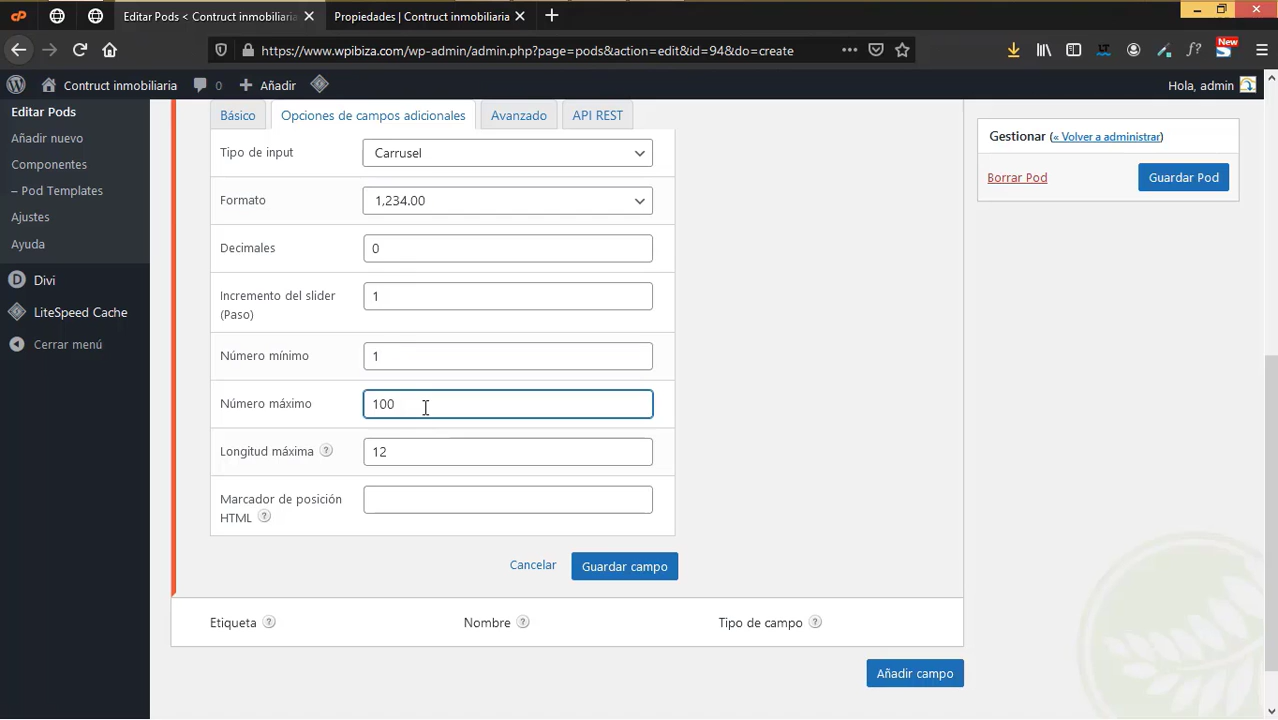 Editar Pods < Contruct inmobiliaria
Propiedades | Contruct inmobiliaria
https://www.wpibiza.com/wp-admin/admin.php?page=pods&action=edit&id=94&do=create
New
Contruct inmobiliaria
0
Añadir
Hola, admin
Editar Pods
Añadir nuevo
Componentes
– Pod Templates
Ajustes
Ayuda
Divi
LiteSpeed Cache
Cerrar menú
Básico
Opciones de campos adicionales
Avanzado
API REST
Tipo de input
Carrusel
Formato
1,234.00
Decimales
0
Incremento del slider
(Paso)
1
Número mínimo
1
Número máximo
100
Longitud máxima ?
12
Marcador de posición
HTML ?
Cancelar
Guardar campo
Etiqueta ?
Nombre ?
Tipo de campo ?
Añadir campo
Gestionar (« Volver a administrar)
Borrar Pod
Guardar Pod